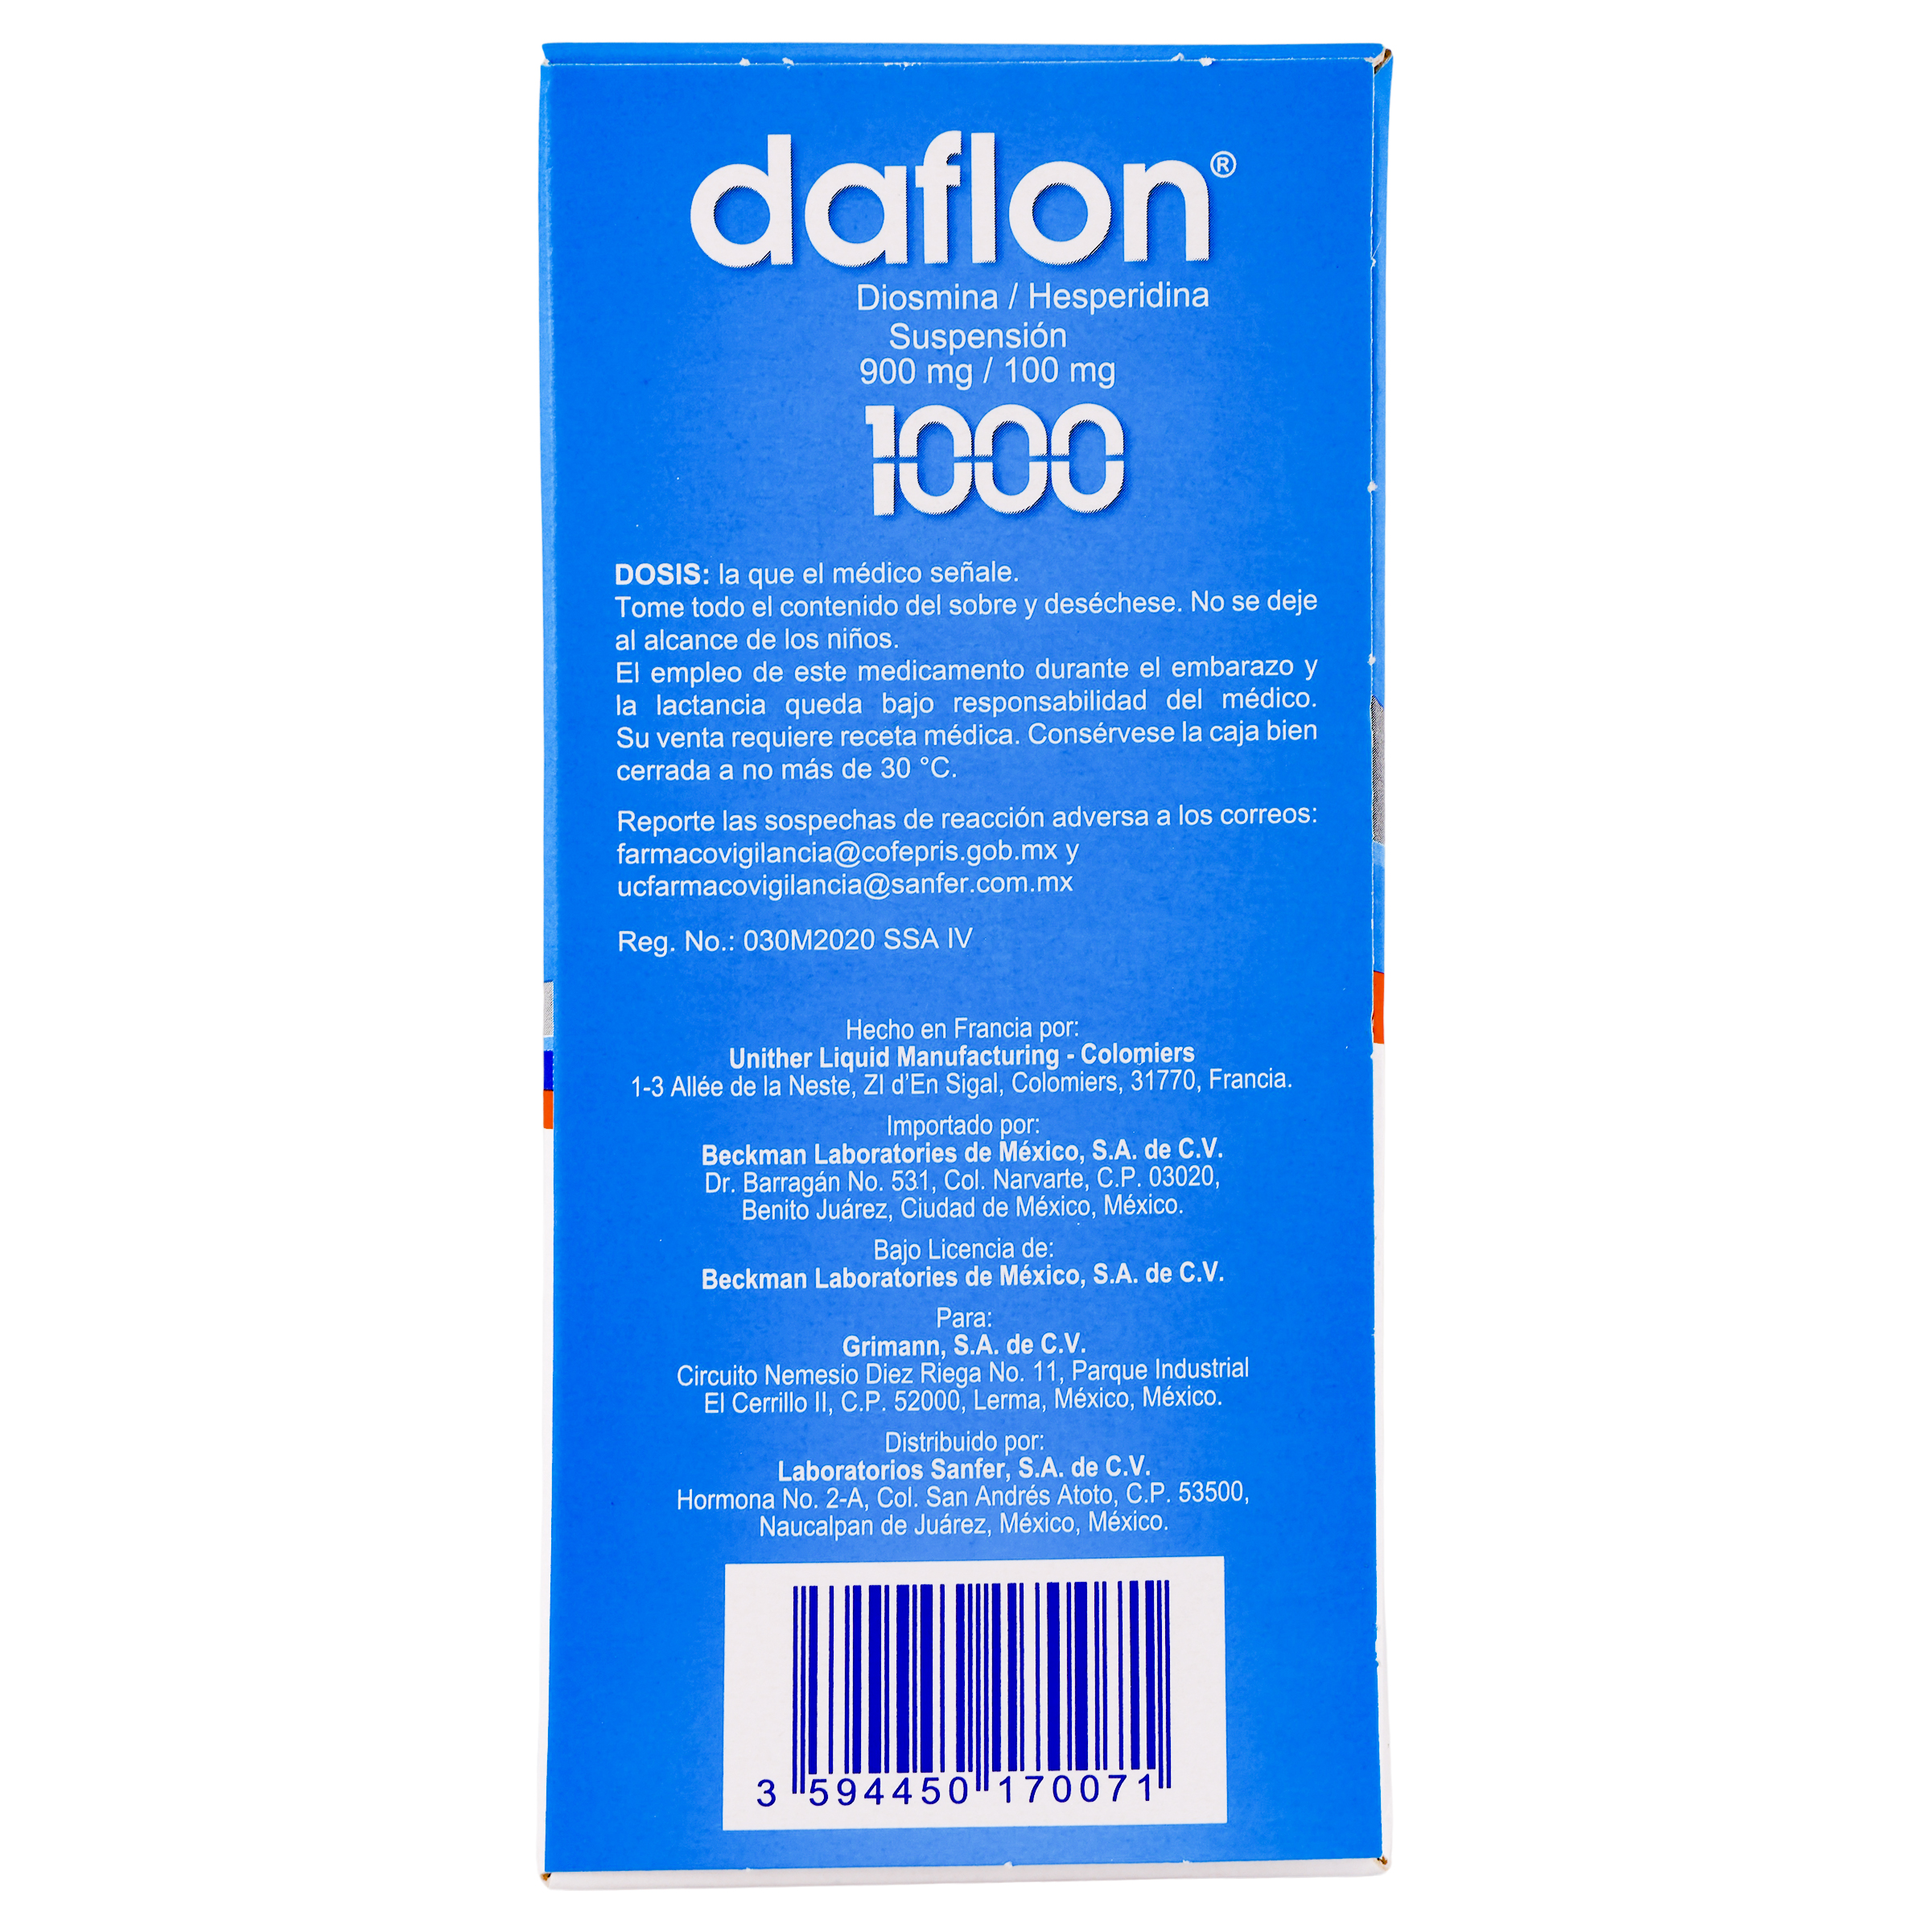 daflon®
Diosmina / Hesperidina
Suspensión
900 mg / 100 mg
1000
DOSIS: la que el médico señale.
Tome todo el contenido del sobre y deséchese. No se deje
al alcance de los niños.
El empleo de este medicamento durante el embarazo y
la lactancia queda bajo responsabilidad del médico.
Su venta requiere receta médica. Consérvese la caja bien
cerrada a no más de 30 °C.
Reporte las sospechas de reacción adversa a los correos:
farmacovigilancia@cofepris.gob.mx y
ucfarmacovigilancia@sanfer.com.mx
Reg. No.: 030M2020 SSA IV
Hecho en Francia por:
Unither Liquid Manufacturing - Colomiers
1-3 Allée de la Neste, ZI d’En Sigal, Colomiers, 31770, Francia.
Importado por:
Beckman Laboratories de México, S.A. de C.V.
Dr. Barragán No. 531, Col. Narvarte, C.P. 03020,
Benito Juárez, Ciudad de México, México.
Bajo Licencia de:
Beckman Laboratories de México, S.A. de C.V.
Para:
Grimann, S.A. de C.V.
Circuito Nemesio Diez Riega No. 11, Parque Industrial
El Cerrillo II, C.P. 52000, Lerma, México, México.
Distribuido por:
Laboratorios Sanfer, S.A. de C.V.
Hormona No. 2-A, Col. San Andrés Atoto, C.P. 53500,
Naucalpan de Juárez, México, México.
3 594450 170071